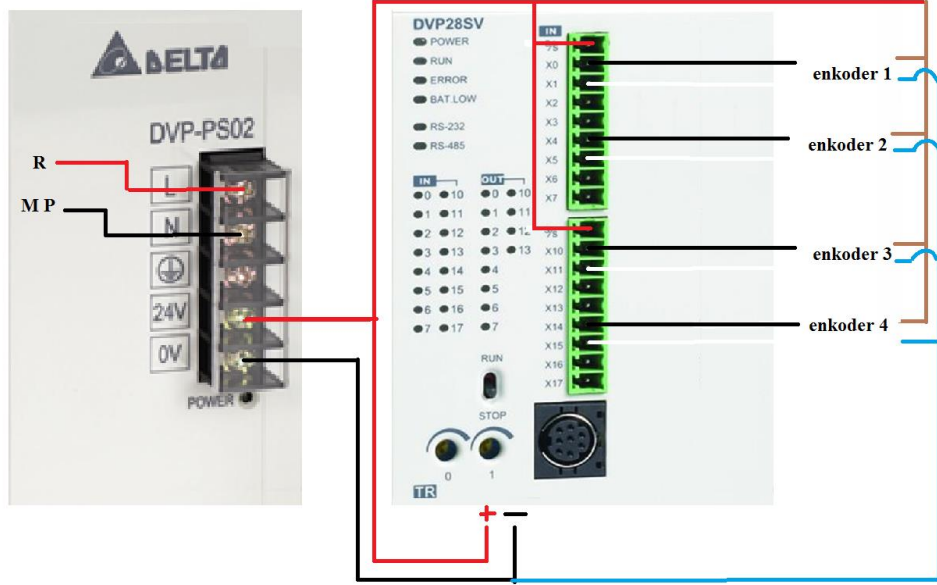 DELTA
DVP-PS02
R
L
M P
N
24V
0V
POWER
DVP28SV
POWER
RUN
ERROR
BAT.LOW
RS-232
RS-485
IN OUT
0 10 0 10
1 11 1 11
2 12 2 12
3 13 3 13
4 14 4
5 15 5
6 16 6
7 17 7
RUN
STOP
0 1
TR
+ −
IN
X0
X1
X2
X3
X4
X5
X6
X7
X10
X11
X12
X13
X14
X15
X16
X17
enkoder 1
enkoder 2
enkoder 3
enkoder 4